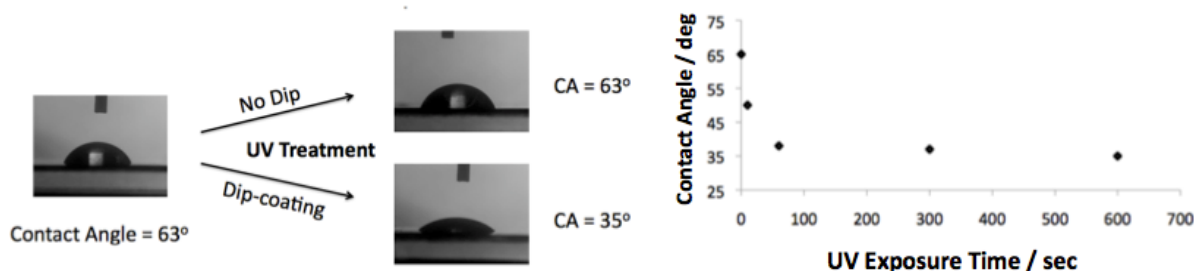 Contact Angle = 63°
No Dip
UV Treatment
Dip-coating
CA = 63°
CA = 35°
Contact Angle / deg
75
65
55
45
35
25
0 100 200 300 400 500 600 700
UV Exposure Time / sec